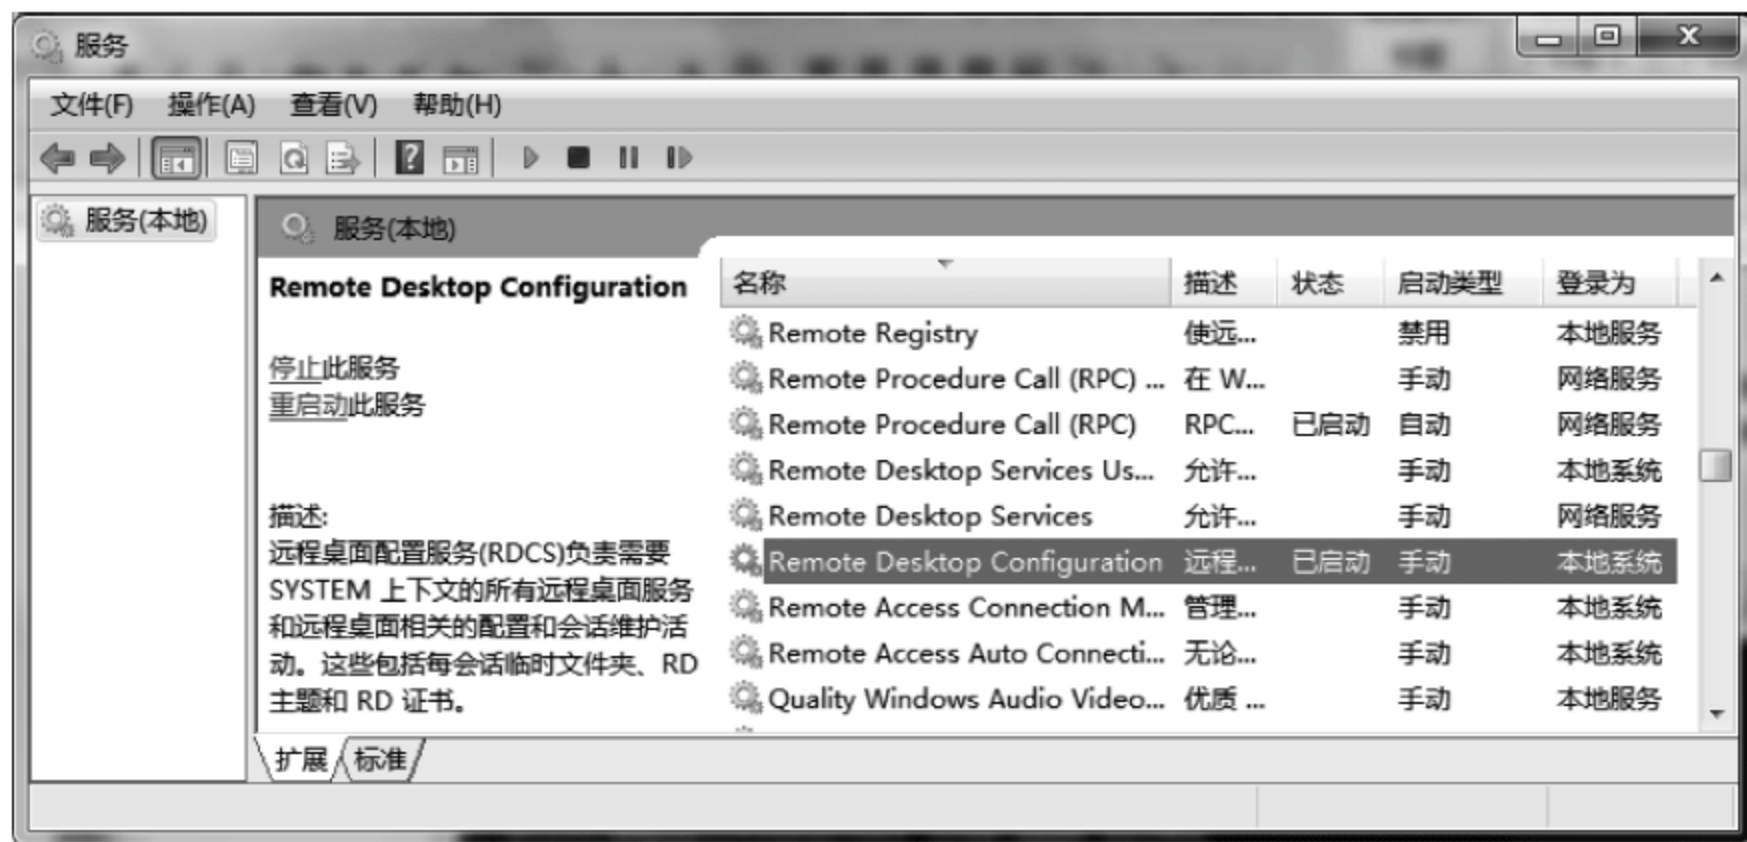 服务
文件(F) 操作(A) 查看(V) 帮助(H)
服务(本地)
服务(本地)
Remote Desktop Configuration
停止此服务
重启动此服务
描述:
远程桌面配置服务(RDCS)负责需要
SYSTEM 上下文的所有远程桌面服务
和远程桌面相关的配置和会话维护活
动。这些包括每会话临时文件夹、RD
主题和 RD 证书。
名称 描述 状态 启动类型 登录为
Remote Registry 使远... 禁用 本地服务
Remote Procedure Call (RPC) ... 在 W... 手动 网络服务
Remote Procedure Call (RPC) RPC... 已启动 自动 网络服务
Remote Desktop Services Us... 允许... 手动 本地系统
Remote Desktop Services 允许... 手动 网络服务
Remote Desktop Configuration 远程... 已启动 手动 本地系统
Remote Access Connection M... 管理... 手动 本地系统
Remote Access Auto Connecti... 无论... 手动 本地系统
Quality Windows Audio Video... 优质 ... 手动 本地服务
扩展 标准